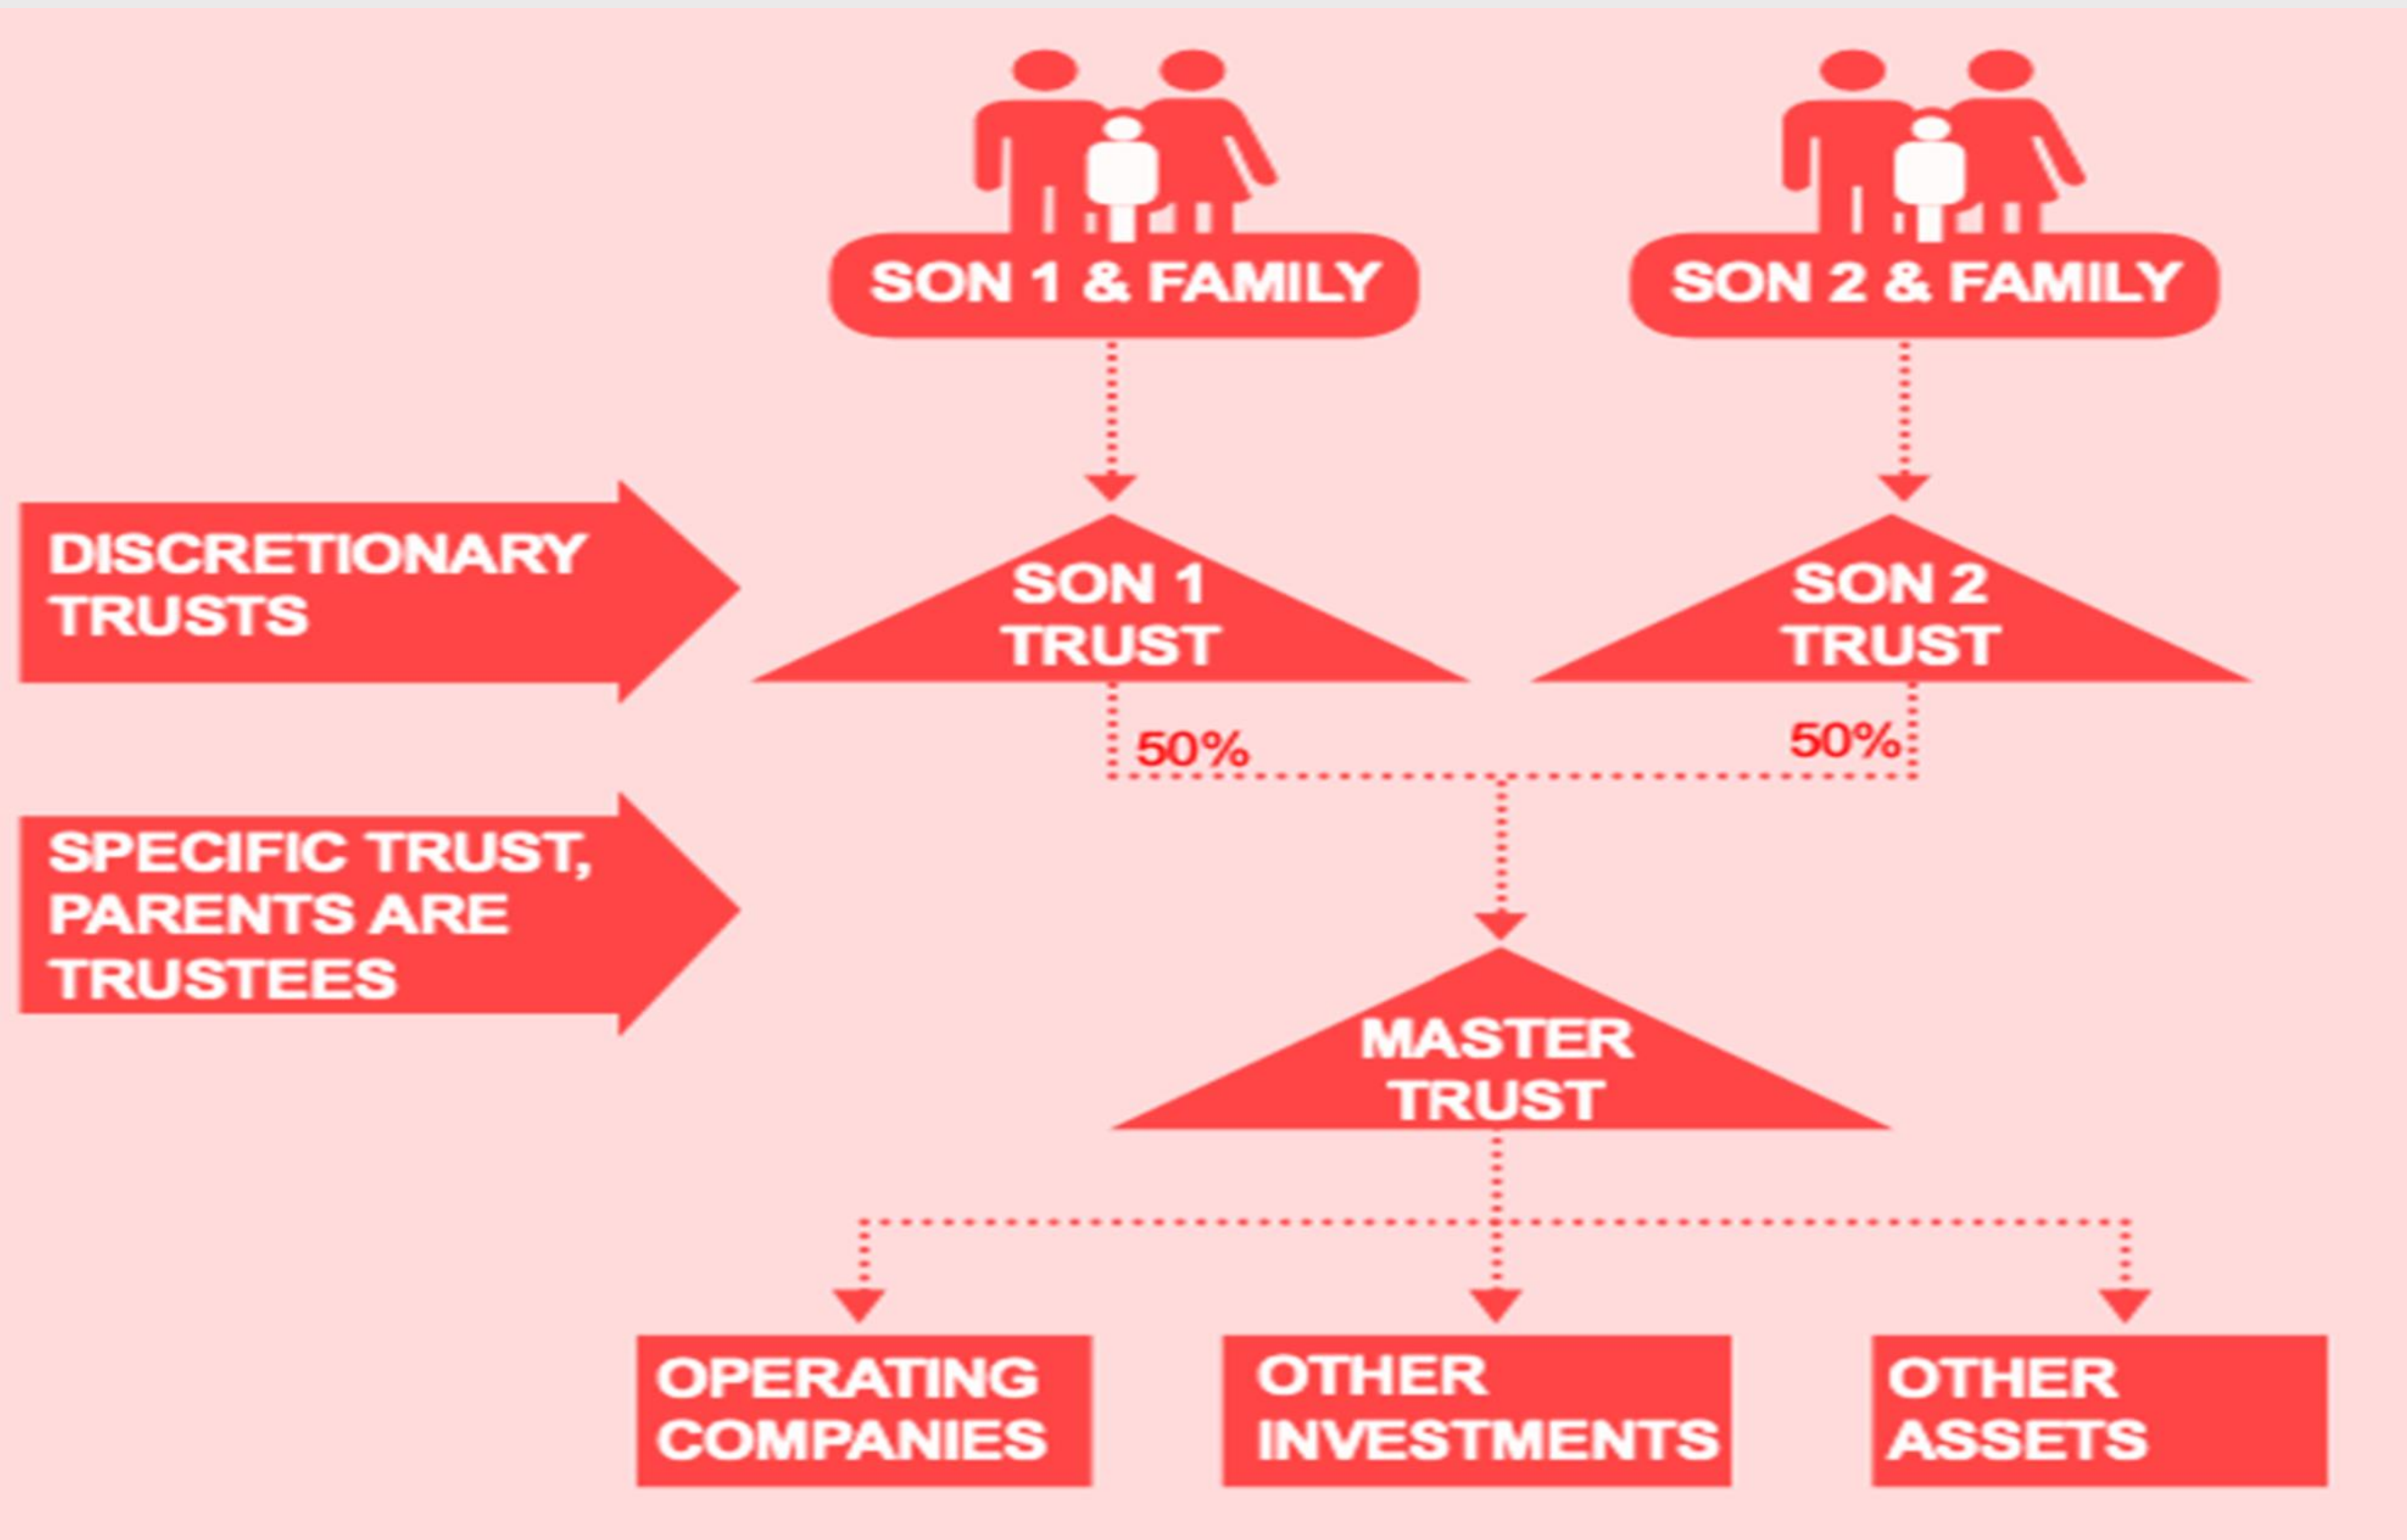 SON 1 & FAMILY
SON 2 & FAMILY
DISCRETIONARY
TRUSTS
SON 1
TRUST
SON 2
TRUST
50%
50%
SPECIFIC TRUST,
PARENTS ARE
TRUSTEES
MASTER
TRUST
OPERATING
COMPANIES
OTHER
INVESTMENTS
OTHER
ASSETS